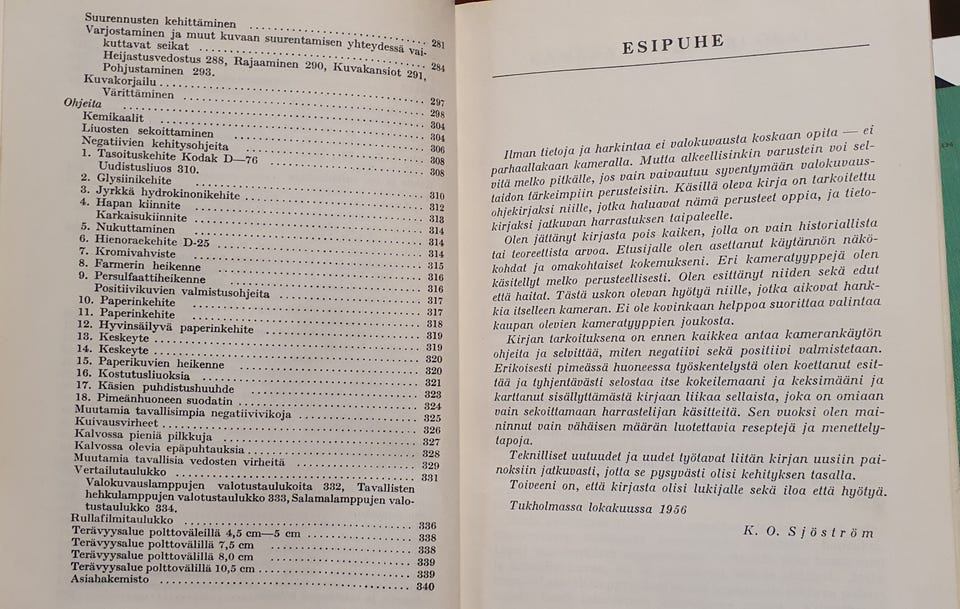 Suurennusten kehittäminen
Varjostaminen ja muut kuvaan suurentamisen yhteydessä vai-
kuttavat seikat ..... 281
Heijastusvedostus 288, Rajaaminen 290, Kuvakansiot 291, 284
Pohjustaminen 293.
Kuvakorjailu ..... 297
Värittäminen ..... 298
Ohjeita ..... 304
Kemikaalit ..... 304
Liuosten sekoittaminen ..... 306
Negatiivien kehitysohjeita ..... 308
1. Tasoituskehite Kodak D—76 ..... 308
Uudistusliuos 310.
2. Glysiinikehite ..... 310
3. Jyrkkä hydrokinonikehite ..... 312
4. Hapan kiinnite ..... 313
Karkaisukiinnite ..... 314
5. Nukuttaminen ..... 314
6. Hienoraekehite D-25 ..... 314
7. Kromivahviste ..... 315
8. Farmerin heikenne ..... 316
9. Persulfaattiheikenne ..... 316
Positiivikuvien valmistusohjeita ..... 317
10. Paperinkehite ..... 317
11. Paperinkehite ..... 318
12. Hyvinsäilyvä paperinkehite ..... 319
13. Keskeyte ..... 319
14. Keskeyte ..... 320
15. Paperikuvien heikenne ..... 320
16. Kostutusliuoksia ..... 321
17. Käsien puhdistushuuhde ..... 323
18. Pimeänhuoneen suodatin ..... 324
Muutamia tavallisimpia negatiivivikoja ..... 325
Kuivausvirheet ..... 326
Kalvossa pieniä pilkkuja ..... 327
Kalvossa olevia epäpuhtauksia ..... 328
Muutamia tavallisia vedosten virheitä ..... 329
Vertailutaulukko ..... 331
Valokuvauslamppujen valotustaulukoita 332, Tavallisten
hehkulamppujen valotustaulukko 333, Salamalamppujen valo-
tustaulukko 334.
Rullafilmitaulukko ..... 336
Terävyysalue polttoväleillä 4,5 cm—5 cm ..... 338
Terävyysalue polttovälillä 7,5 cm ..... 338
Terävyysalue polttovälillä 8,0 cm ..... 339
Terävyysalue polttovälillä 10,5 cm ..... 339
Asiahakemisto ..... 340
ESIPUHE
Ilman tietoja ja harkintaa ei valokuvausta koskaan opita — ei
parhaallakaan kameralla. Mutta alkeellisinkin varustein voi sel-
vitä melko pitkälle, jos vain vaivautuu syventymään valokuvaus-
taidon tärkeimpiin perusteisiin. Käsillä oleva kirja on tarkoitettu
ohjekirjaksi niille, jotka haluavat nämä perusteet oppia, ja tieto-
kirjaksi jatkuvan harrastuksen taipaleelle.
Olen jättänyt kirjasta pois kaiken, jolla on vain historiallista
tai teoreettista arvoa. Etusijalle olen asettanut käytännön näkö-
kohdat ja omakohtaiset kokemukseni. Eri kameratyyppejä olen
käsitellyt melko perusteellisesti. Olen esittänyt niiden sekä edut
että haitat. Tästä uskon olevan hyötyä niille, jotka aikovat hank-
kia itselleen kameran. Ei ole kovinkaan helppoa suorittaa valintaa
kaupan olevien kameratyyppien joukosta.
Kirjan tarkoituksena on ennen kaikkea antaa kamerankäytön
ohjeita ja selvittää, miten negatiivi sekä positiivi valmistetaan.
Erikoisesti pimeässä huoneessa työskentelystä olen koettanut esit-
tää ja tyhjentävästi selostaa itse kokeilemaani ja keksimääni ja
karttanut sisällyttämästä kirjaan liikaa sellaista, joka on omiaan
vain sekoittamaan harrastelijan käsitteitä. Sen vuoksi olen mai-
ninnut vain vähäisen määrän luotettavia reseptejä ja menettely-
tapoja.
Teknilliset uutuudet ja uudet työtavat liitän kirjan uusiin pai-
noksiin jatkuvasti, jotta se pysyvästi olisi kehityksen tasalla.
Toiveeni on, että kirjasta olisi lukijalle sekä iloa että hyötyä.
Tukholmassa lokakuussa 1956
K. O. Sjöström